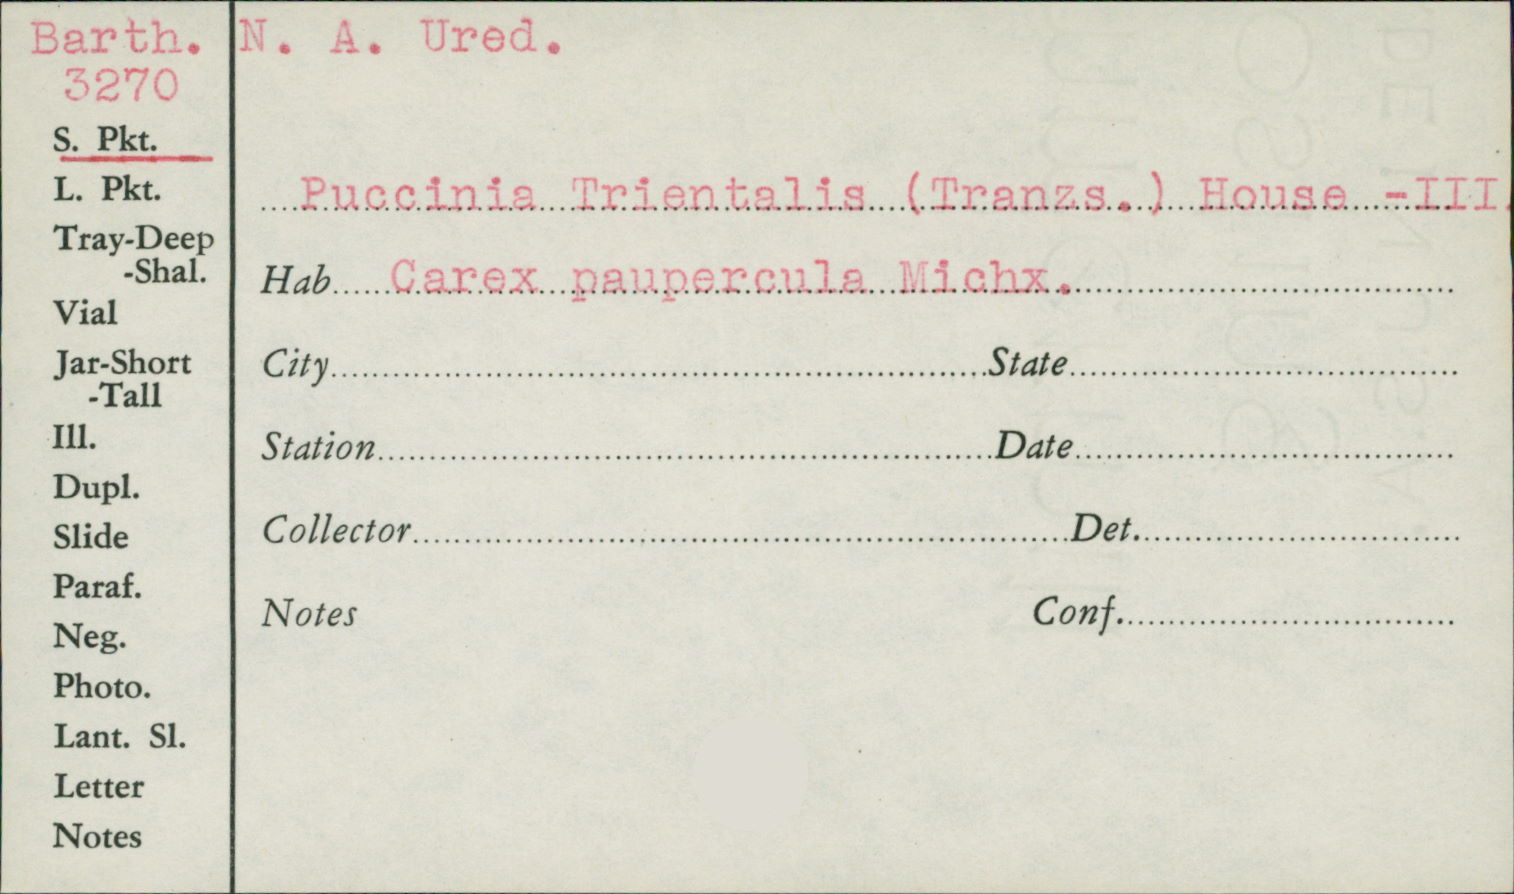 Barth. N. A. Ured.
3270
S. Pkt.
L. Pkt.
Puccinia Trientalis (Tranzs.) House -III.
Tray-Deep
-Shal.
Hab Carex paupercula Michx.
Vial
Jar-Short
-Tall
City State
Ill.
Station Date
Dupl.
Slide
Collector Det.
Paraf.
Notes Conf.
Neg.
Photo.
Lant. Sl.
Letter
Notes